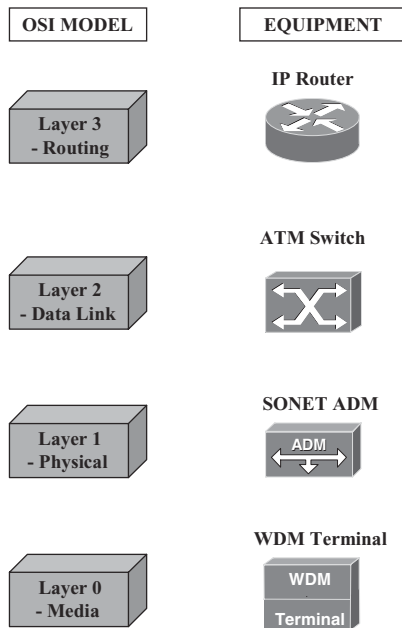 OSI MODEL
EQUIPMENT
Layer 3
- Routing
IP Router
Layer 2
- Data Link
ATM Switch
Layer 1
- Physical
SONET ADM
ADM
Layer 0
- Media
WDM Terminal
WDM
Terminal